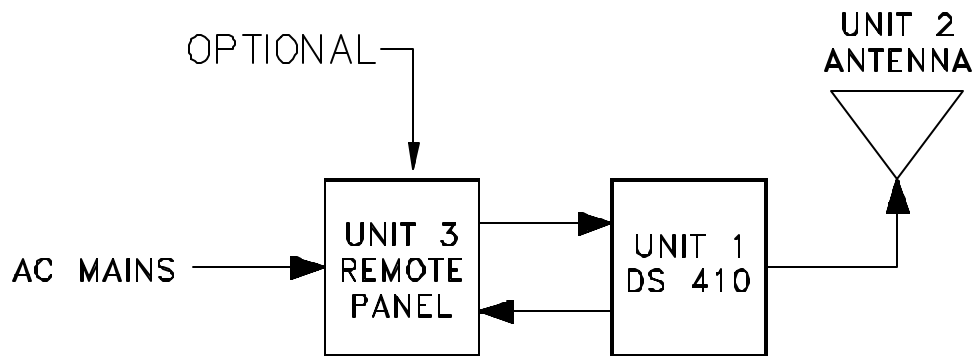 UNIT 2
ANTENNA
OPTIONAL
AC MAINS
UNIT 3
REMOTE
PANEL
UNIT 1
DS 410